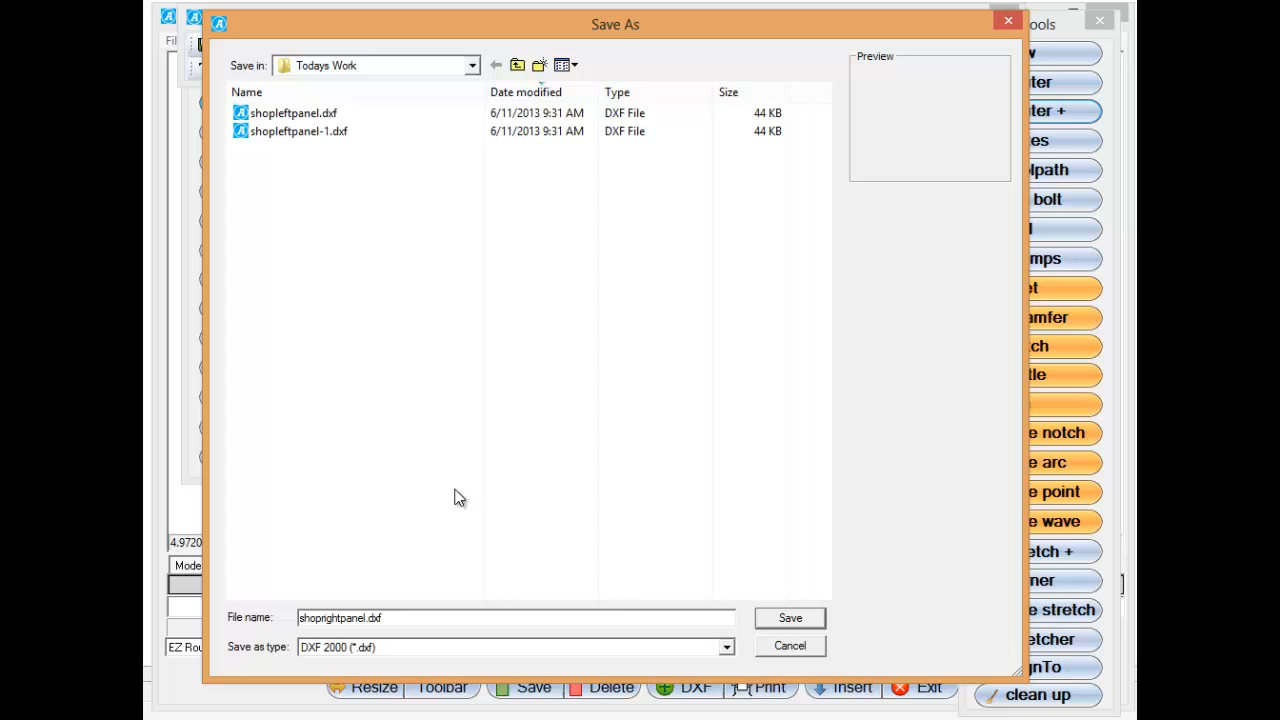 Save As
ools
Fil
Save in: Todays Work
Preview
Name Date modified Type Size
shopleftpanel.dxf 6/11/2013 9:31 AM DXF File 44 KB
shopleftpanel-1.dxf 6/11/2013 9:31 AM DXF File 44 KB
w
ter
ter +
es
lpath
bolt
l
mps
et
amfer
tch
tle
e notch
e arc
e point
e wave
etch +
ner
e stretch
etcher
gnTo
clean up
4.9720
Mode
File name: shoprightpanel.dxf Save
EZ Rou
Save as type: DXF 2000 (*.dxf) Cancel
Resize Toolbar Save Delete DXF Print Insert Exit